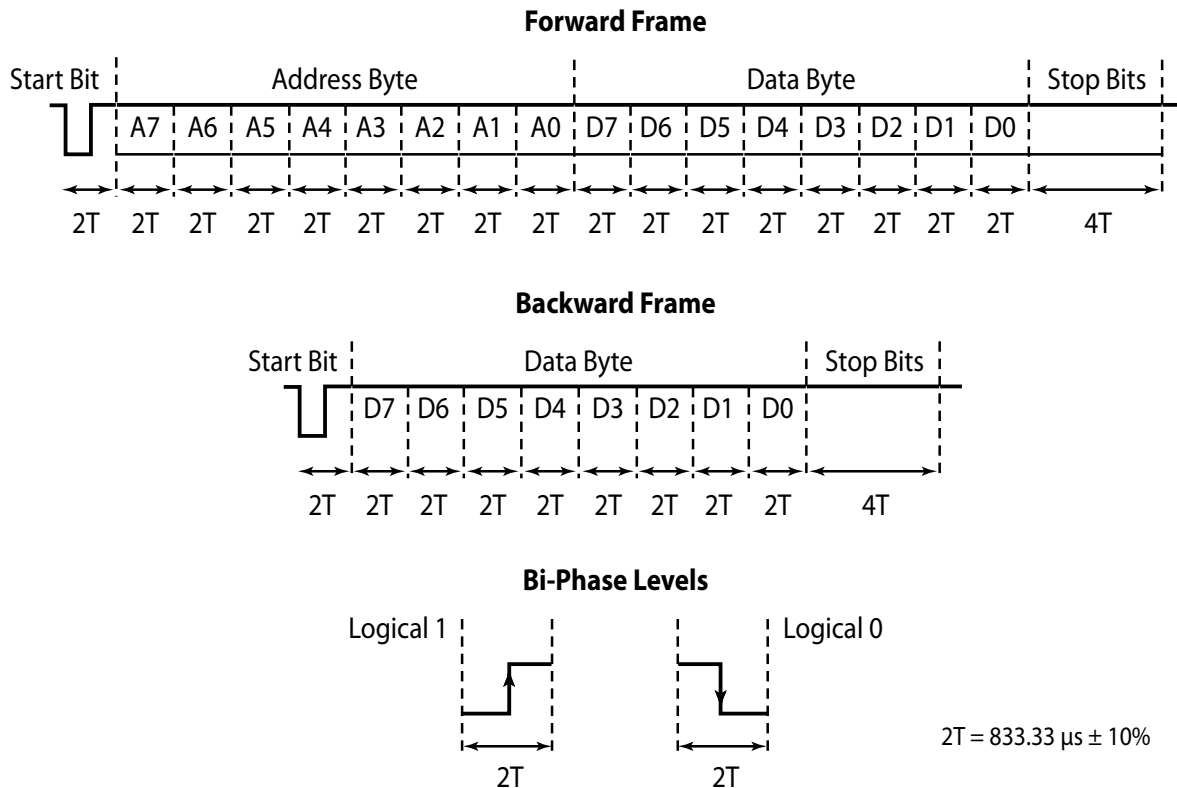 Forward Frame
Start Bit Address Byte Data Byte Stop Bits
A7 A6 A5 A4 A3 A2 A1 A0 D7 D6 D5 D4 D3 D2 D1 D0
2T 2T 2T 2T 2T 2T 2T 2T 2T 2T 2T 2T 2T 2T 2T 2T 2T 4T
Backward Frame
Start Bit Data Byte Stop Bits
D7 D6 D5 D4 D3 D2 D1 D0
2T 2T 2T 2T 2T 2T 2T 2T 2T 4T
Bi-Phase Levels
Logical 1 Logical 0
2T = 833.33 µs ± 10%
2T 2T